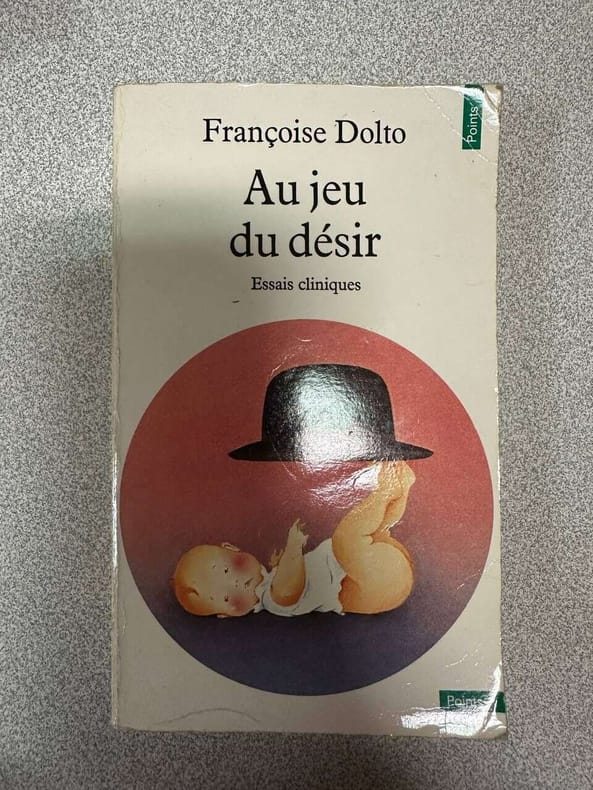 Points
Françoise Dolto
Au jeu
du désir
Essais cliniques
Points